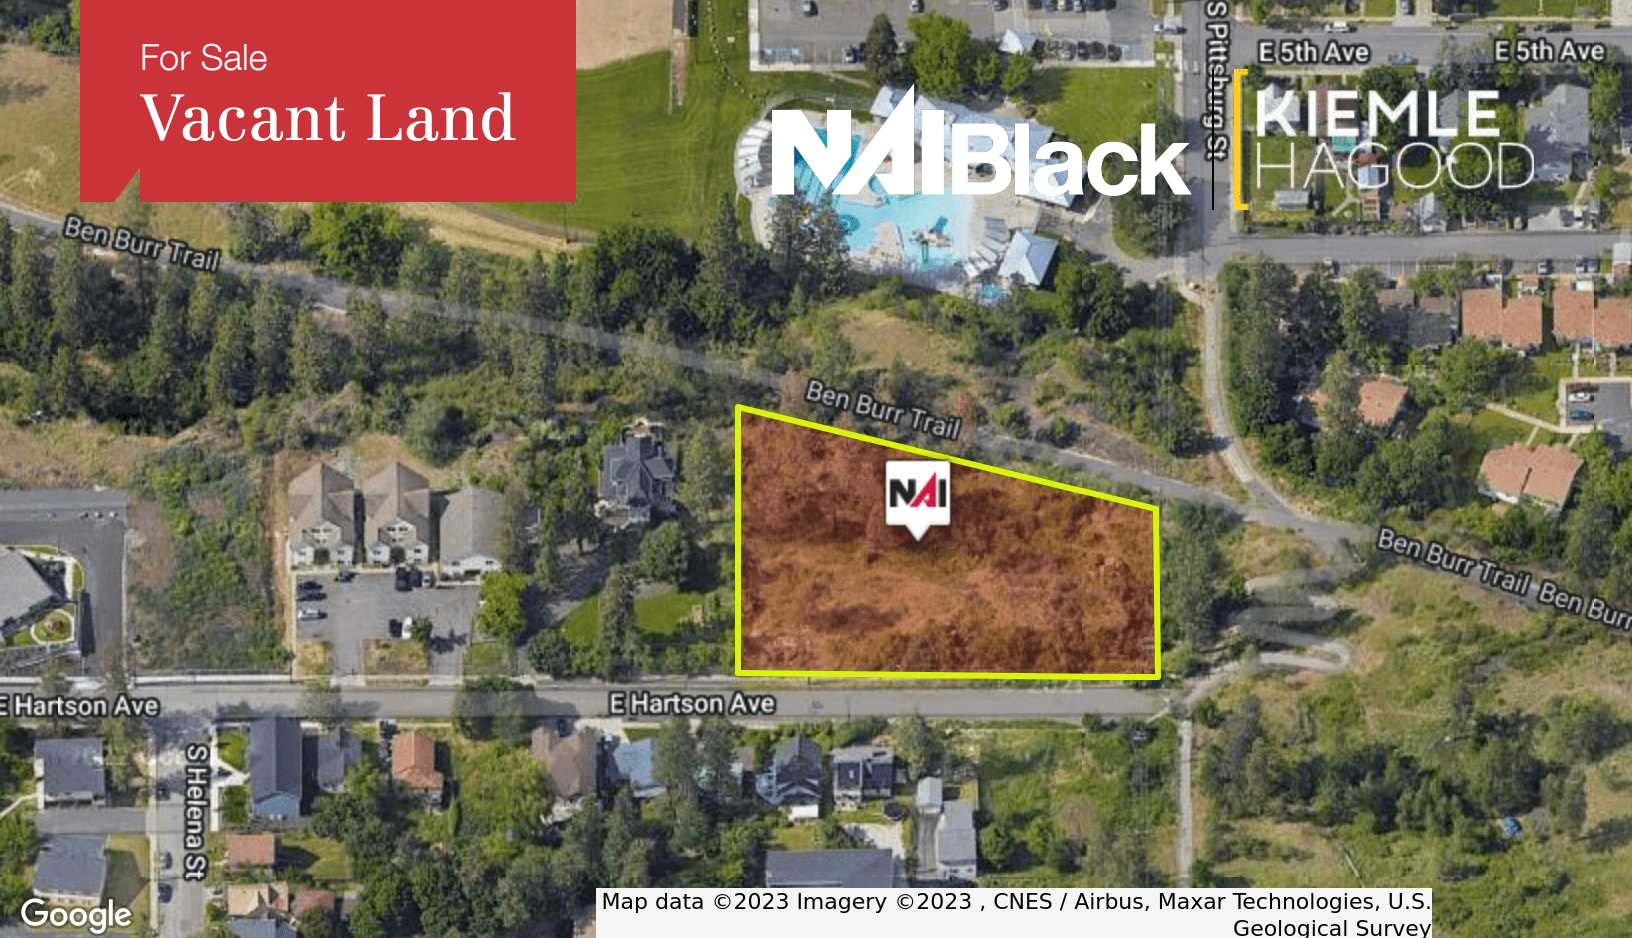 For Sale
Vacant Land
NAIBlack
KIEMLE
HAGOOD
S Pittsburg St
E 5th Ave
E 5th Ave
Ben Burr Trail
Ben Burr Trail
NAI
Ben Burr Trail
Ben Burr
E Hartson Ave
E Hartson Ave
S Helena St
Google
Map data ©2023 Imagery ©2023 , CNES / Airbus, Maxar Technologies, U.S.
Geological Survey